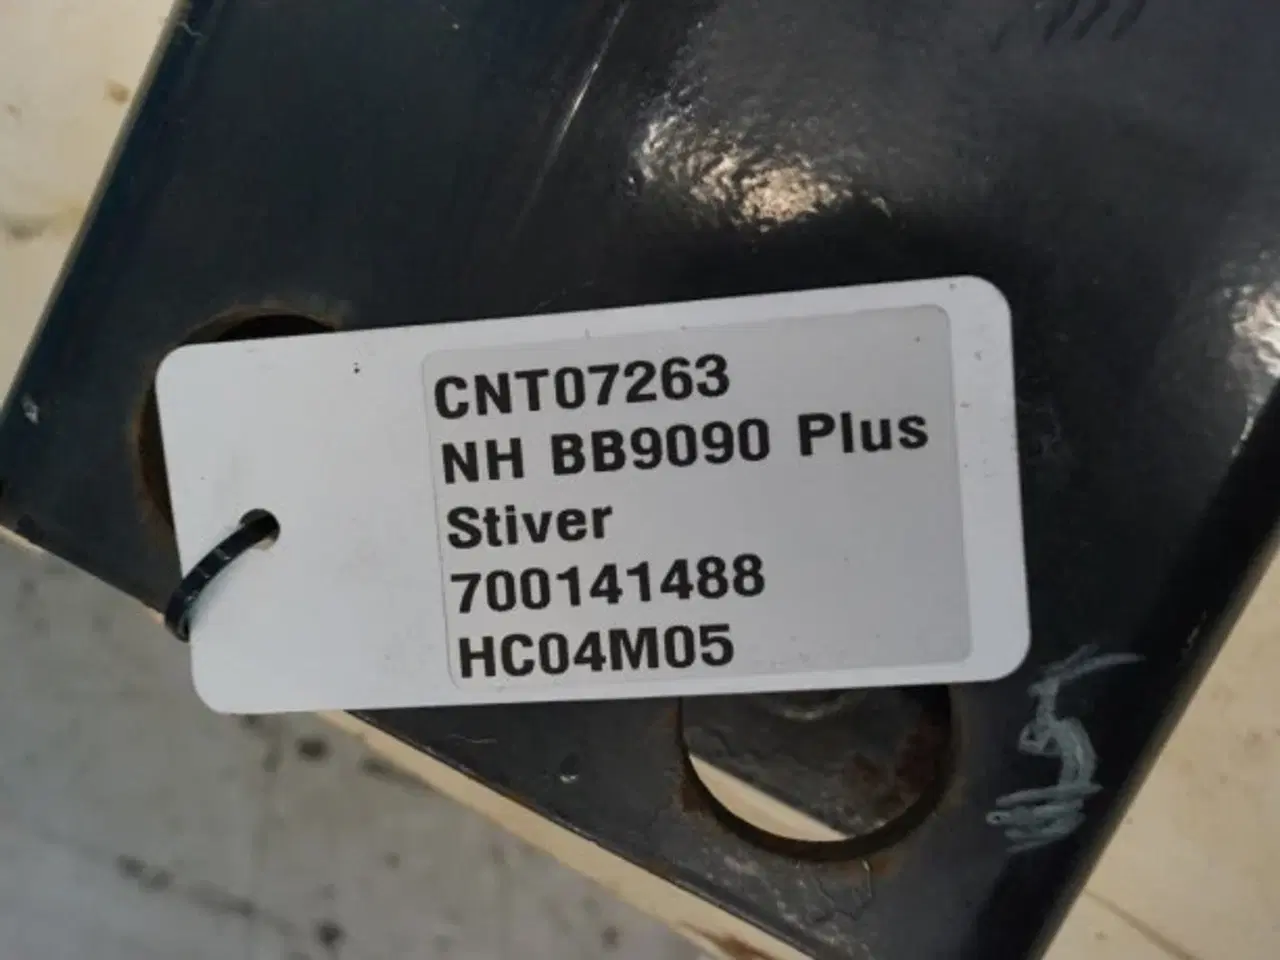 CNT07263
NH BB9090 Plus
Stiver
700141488
HC04M05